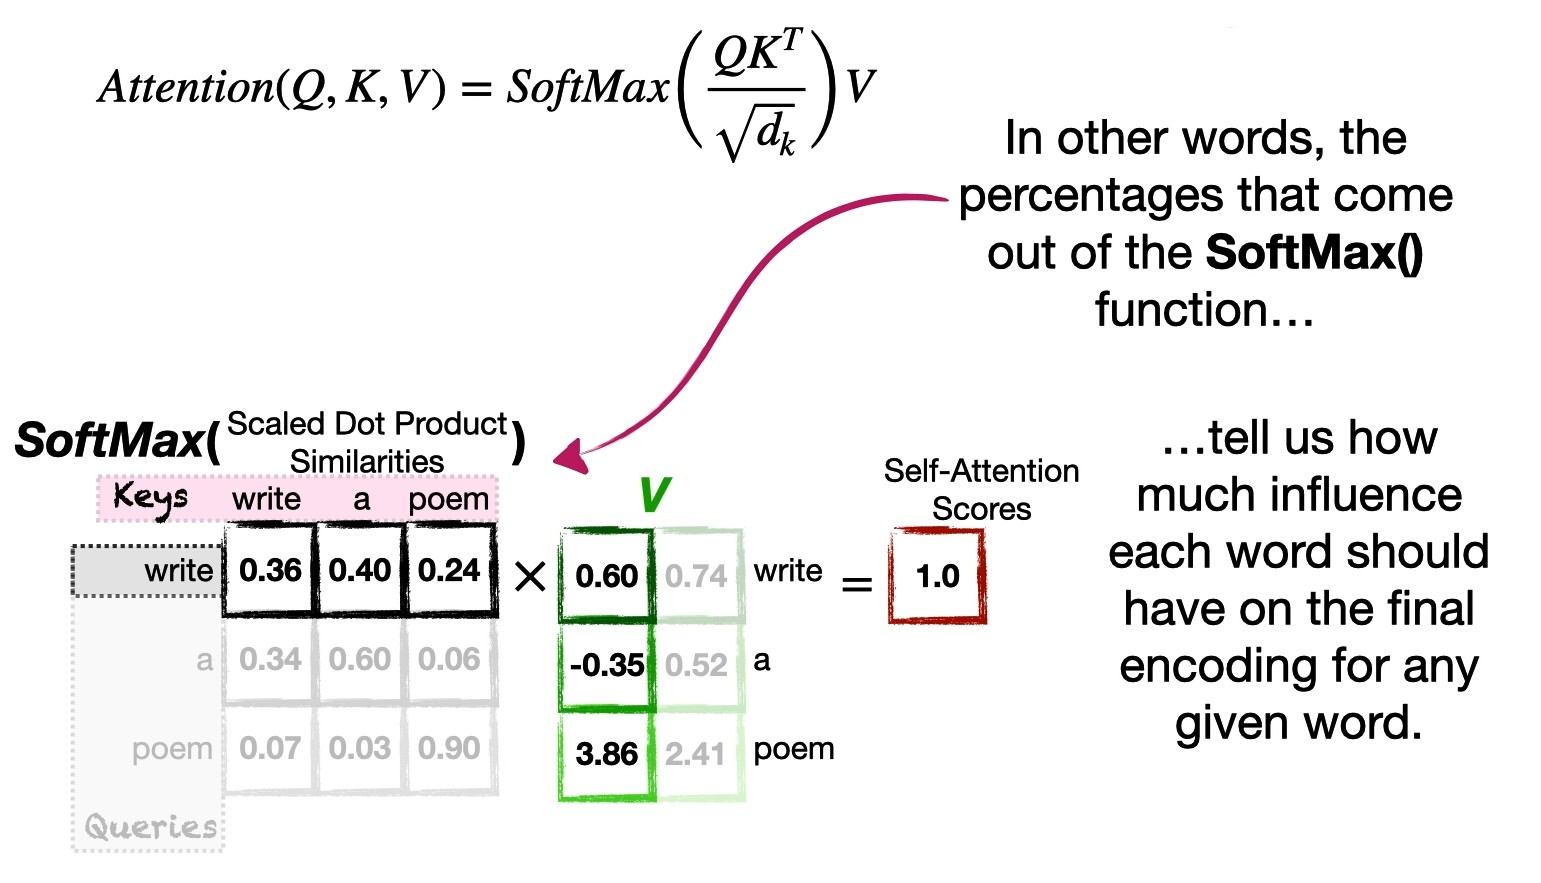 Attention(Q, K, V) = SoftMax(QK^T / √d_k)V
In other words, the
percentages that come
out of the SoftMax()
function…
…tell us how
much influence
each word should
have on the final
encoding for any
given word.
SoftMax(Scaled Dot Product
Similarities)
Keys write a poem
V
Self-Attention
Scores
write 0.36 0.40 0.24 × 0.60 0.74 write = 1.0
a 0.34 0.60 0.06 -0.35 0.52 a
poem 0.07 0.03 0.90 3.86 2.41 poem
Queries